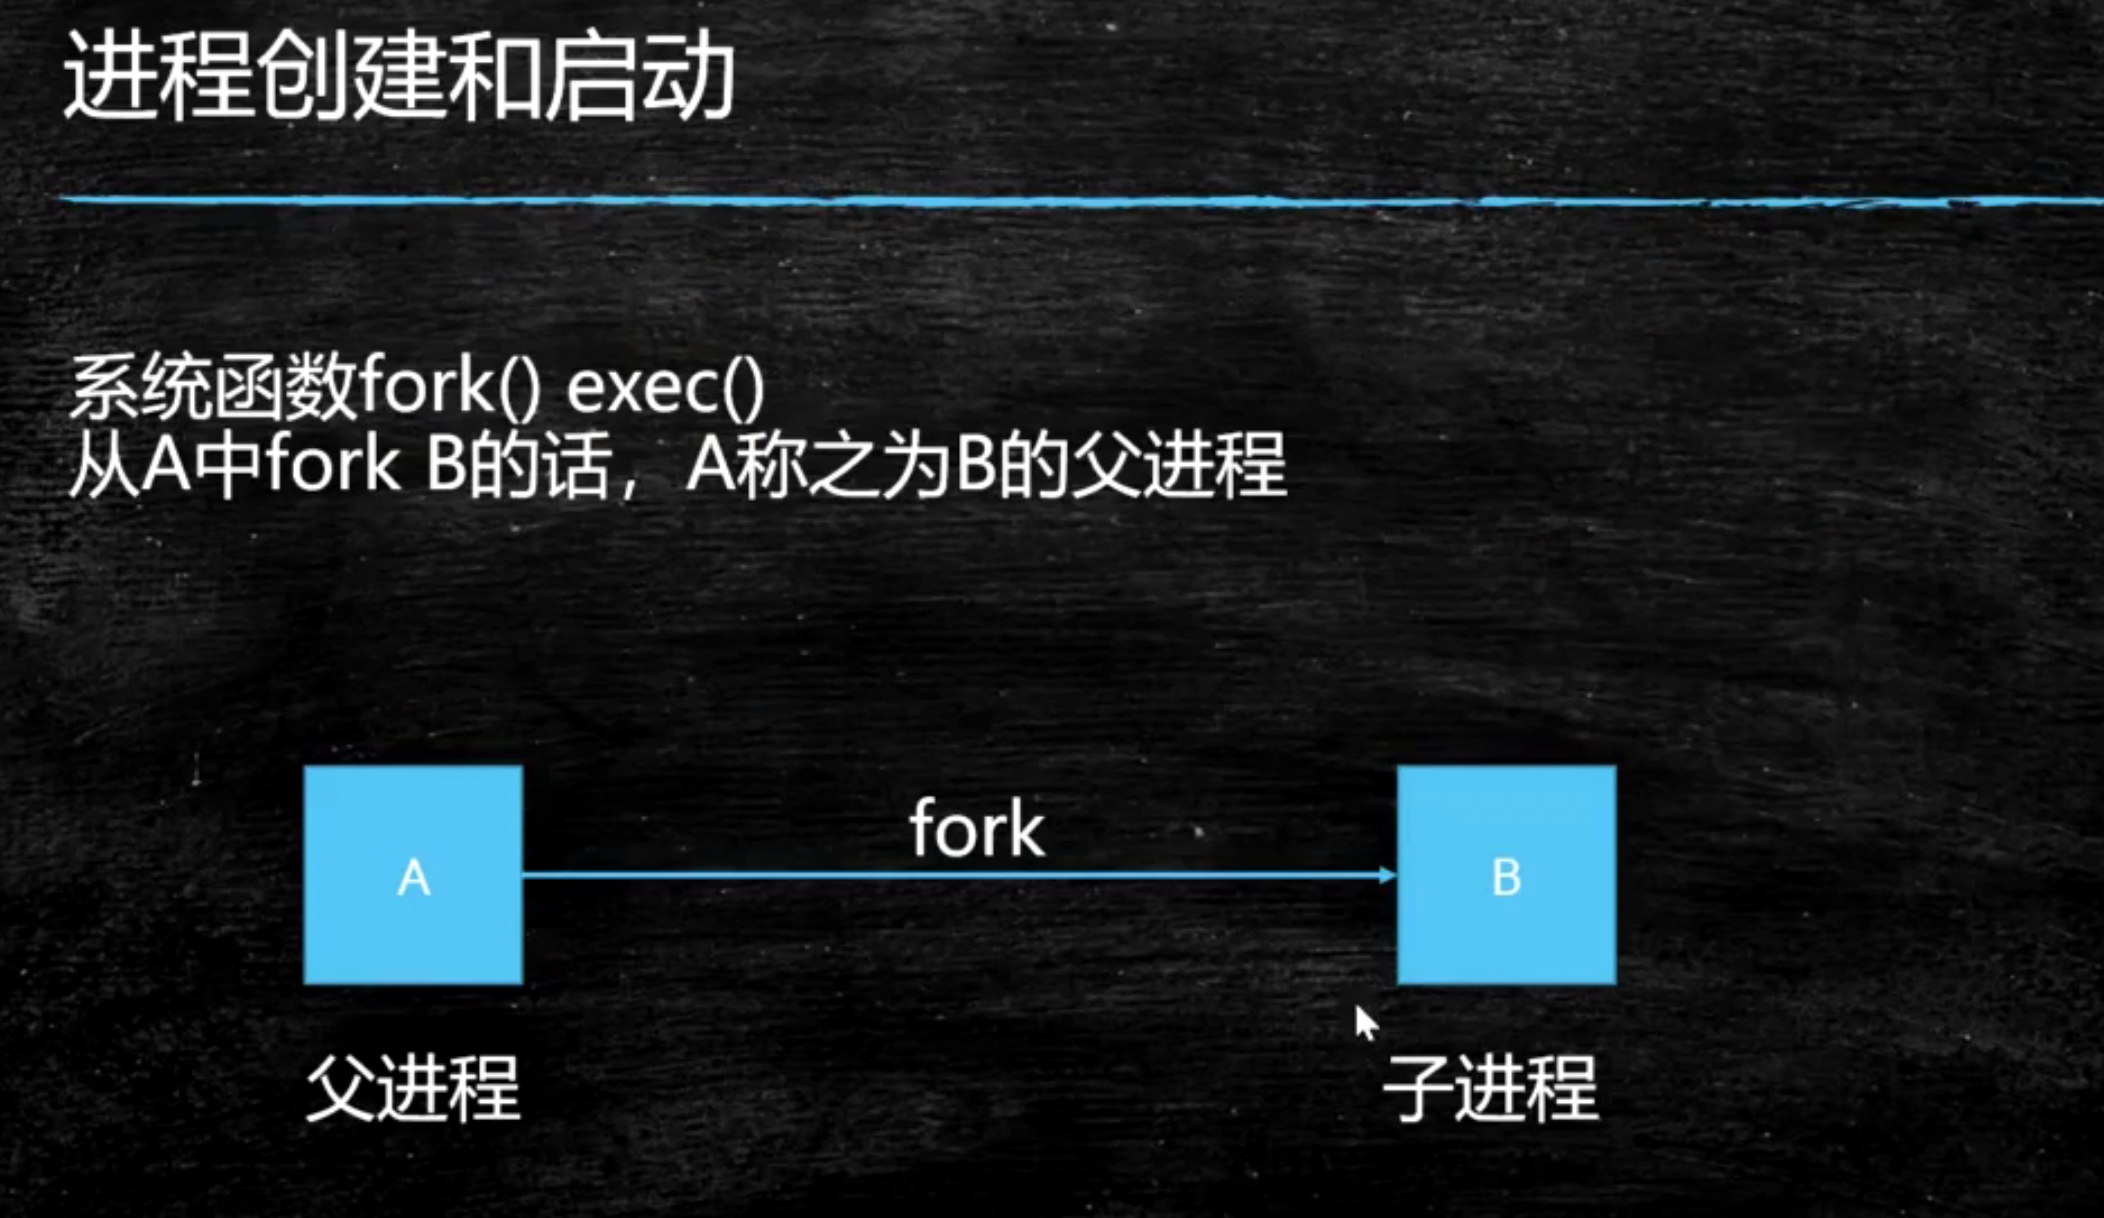 进程创建和启动
系统函数fork() exec()
从A中fork B的话，A称之为B的父进程
fork
A
B
父进程
子进程